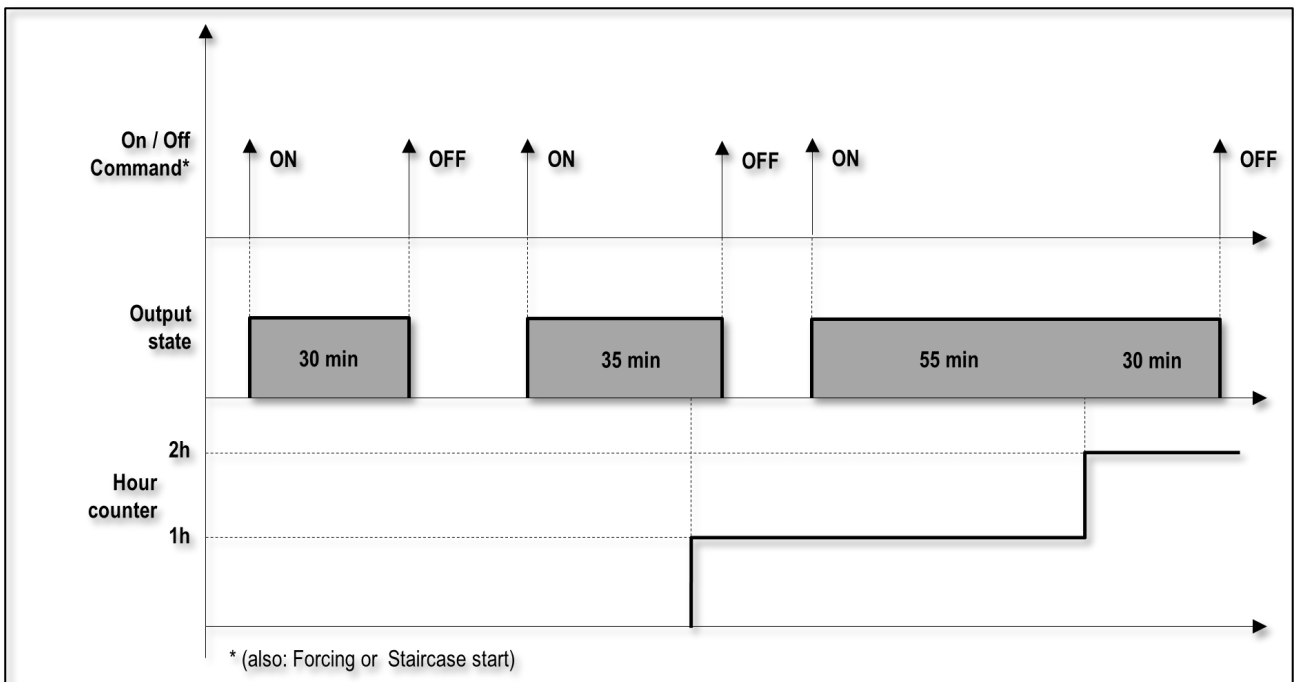 On / Off
Command*
ON
OFF
ON
OFF
ON
OFF
Output
state
30 min
35 min
55 min
30 min
2h
Hour
counter
1h
* (also: Forcing or Staircase start)